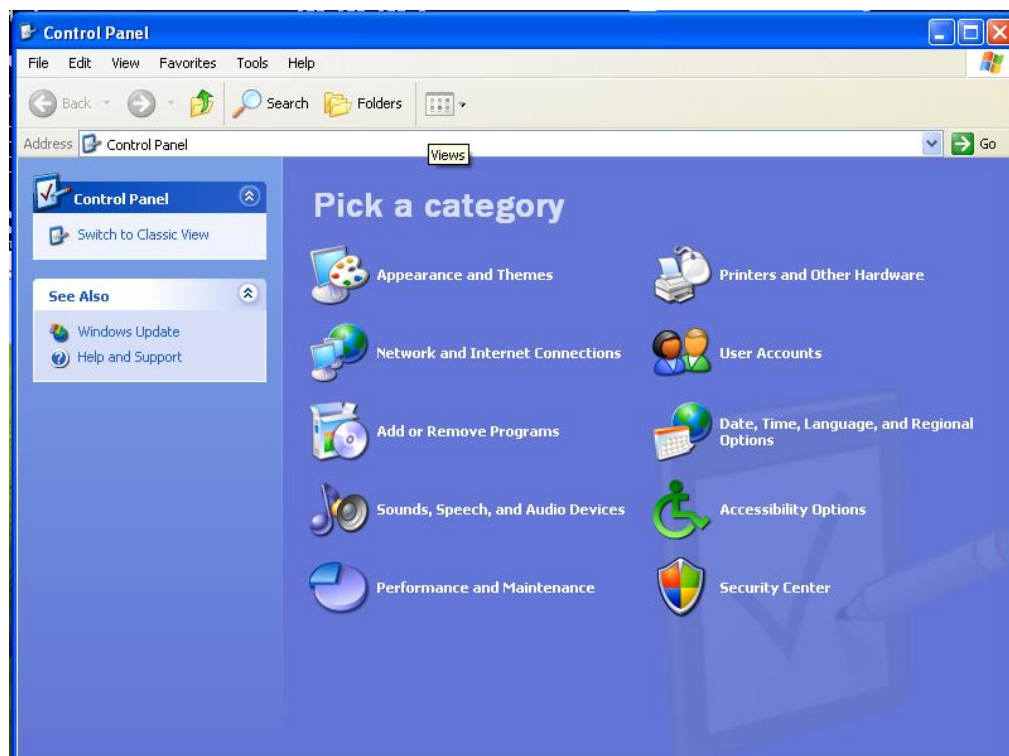 Control Panel
File Edit View Favorites Tools Help
Back Search Folders
Address Control Panel Go
Views
Control Panel
Switch to Classic View
See Also
Windows Update
Help and Support
Pick a category
Appearance and Themes
Printers and Other Hardware
Network and Internet Connections
User Accounts
Add or Remove Programs
Date, Time, Language, and Regional
Options
Sounds, Speech, and Audio Devices
Accessibility Options
Performance and Maintenance
Security Center